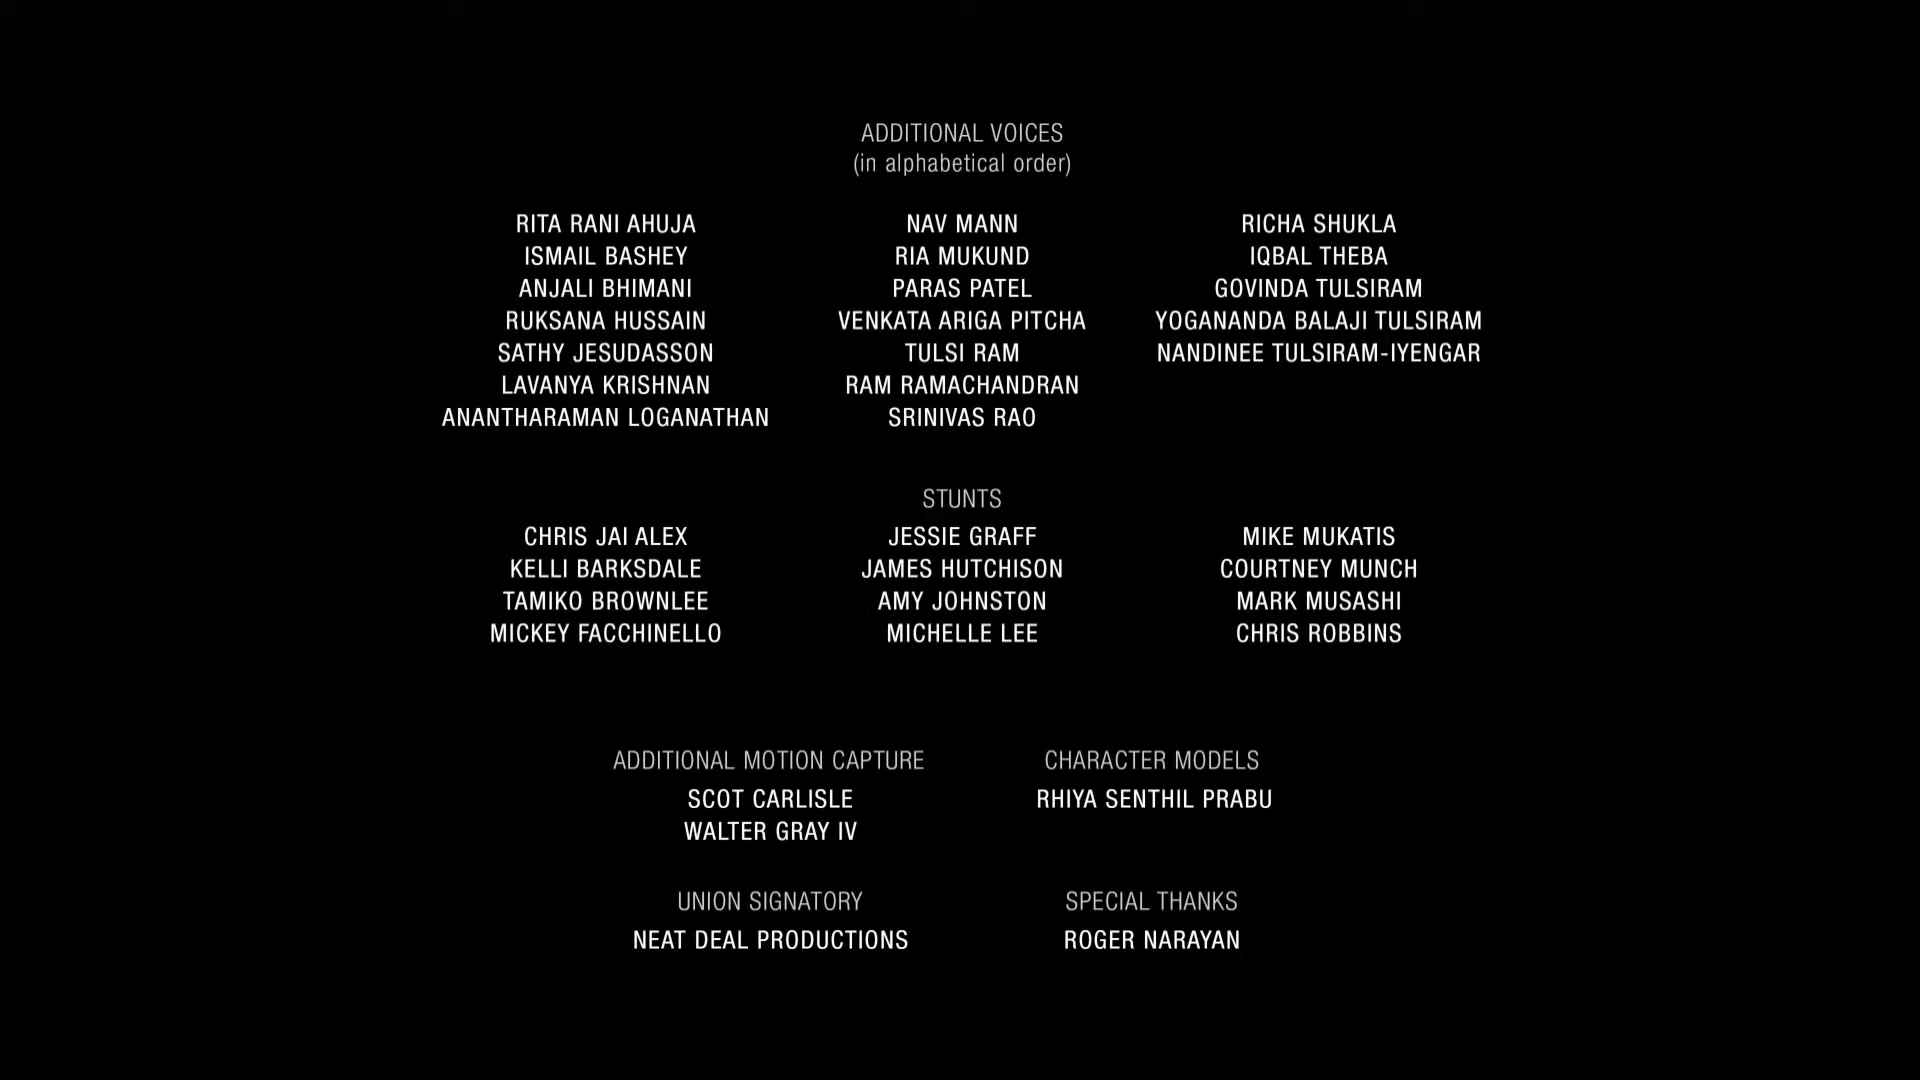 ADDITIONAL VOICES
(in alphabetical order)
RITA RANI AHUJA
ISMAIL BASHEY
ANJALI BHIMANI
RUKSANA HUSSAIN
SATHY JESUDASSON
LAVANYA KRISHNAN
ANANTHARAMAN LOGANATHAN
NAV MANN
RIA MUKUND
PARAS PATEL
VENKATA ARIGA PITCHA
TULSI RAM
RAM RAMACHANDRAN
SRINIVAS RAO
RICHA SHUKLA
IQBAL THEBA
GOVINDA TULSIRAM
YOGANANDA BALAJI TULSIRAM
NANDINEE TULSIRAM-IYENGAR
STUNTS
CHRIS JAI ALEX
KELLI BARKSDALE
TAMIKO BROWNLEE
MICKEY FACCHINELLO
JESSIE GRAFF
JAMES HUTCHISON
AMY JOHNSTON
MICHELLE LEE
MIKE MUKATIS
COURTNEY MUNCH
MARK MUSASHI
CHRIS ROBBINS
ADDITIONAL MOTION CAPTURE
SCOT CARLISLE
WALTER GRAY IV
CHARACTER MODELS
RHIYA SENTHIL PRABU
UNION SIGNATORY
NEAT DEAL PRODUCTIONS
SPECIAL THANKS
ROGER NARAYAN